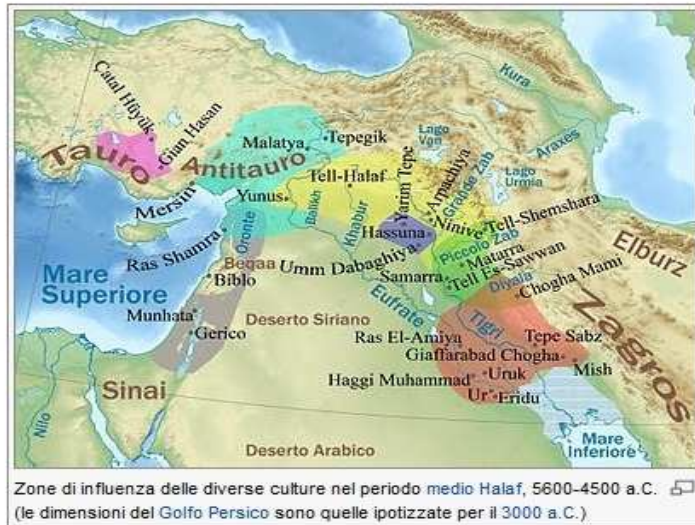 Çatal Hüyük
Gian Hasan
Tauro
Antitauro
Malatya
Tepegik
Kura
Araxes
Lago
Van
Lago
Urmia
Elburz
Zagros
Mersin
Yunus
Tell-Halaf
Balikh
Khabur
Yarim Tepe
Arpachiya
Grande Zab
Ninive
Tell-Shemshara
Hassuna
Piccolo Zab
Matarra
Tell Es-Sawwan
Umm Dabaghiya
Samarra
Diyala
Chogha Mami
Ras Shamra
Oronte
Beqaa
Biblo
Mare
Superiore
Munhata
Gerico
Deserto Siriano
Eufrate
Tigri
Ras El-Amiya
Tepe Sabz
Giaffarabad Chogha
Mish
Haggi Muhammad
Uruk
Ur
Eridu
Sinai
Nilo
Deserto Arabico
Mare
Inferiore
Zone di influenza delle diverse culture nel periodo medio Halaf, 5600-4500 a.C.
(le dimensioni del Golfo Persico sono quelle ipotizzate per il 3000 a.C.)